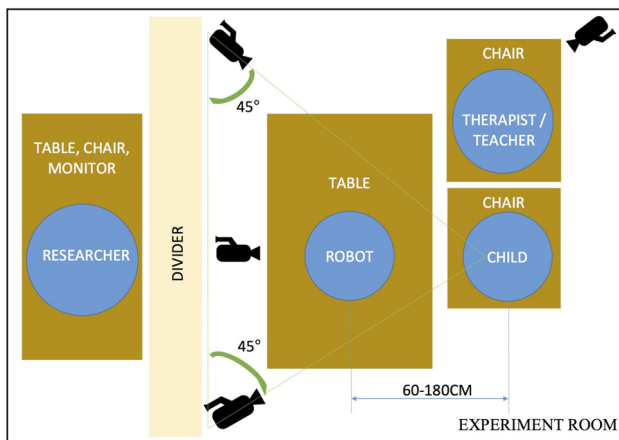 CHAIR
45°
THERAPIST /
TEACHER
TABLE, CHAIR,
MONITOR
TABLE
CHAIR
RESEARCHER
DIVIDER
ROBOT
CHILD
45°
60-180CM
EXPERIMENT ROOM